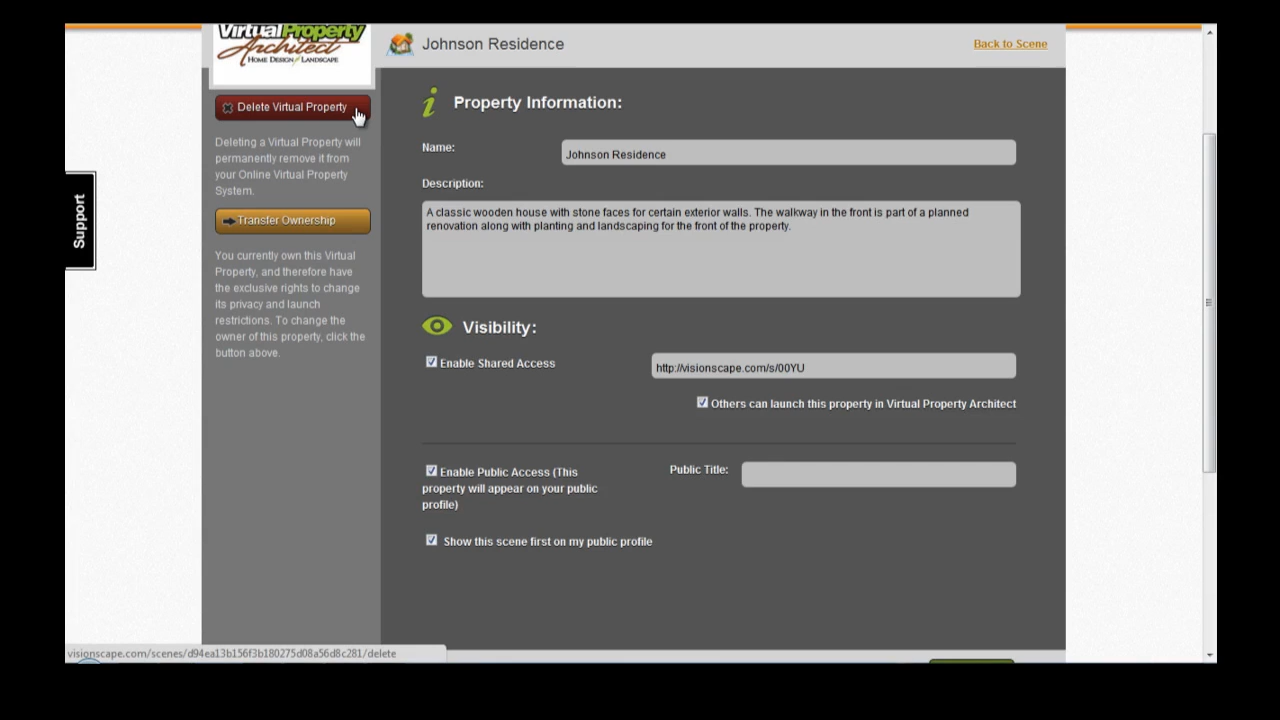 VirtualProperty
Architect
HOME DESIGN LANDSCAPE
Johnson Residence
Back to Scene
Delete Virtual Property
Deleting a Virtual Property will
permanently remove it from
your Online Virtual Property
System.
Transfer Ownership
You currently own this Virtual
Property, and therefore have
the exclusive rights to change
its privacy and launch
restrictions. To change the
owner of this property, click the
button above.
Support
Property Information:
Name:
Johnson Residence
Description:
A classic wooden house with stone faces for certain exterior walls. The walkway in the front is part of a planned
renovation along with planting and landscaping for the front of the property.
Visibility:
Enable Shared Access
http://visionscape.com/s/00YU
Others can launch this property in Virtual Property Architect
Enable Public Access (This
property will appear on your public
profile)
Public Title:
Show this scene first on my public profile
visionscape.com/scenes/d94ea13b156f3b180275d08a56d8c281/delete